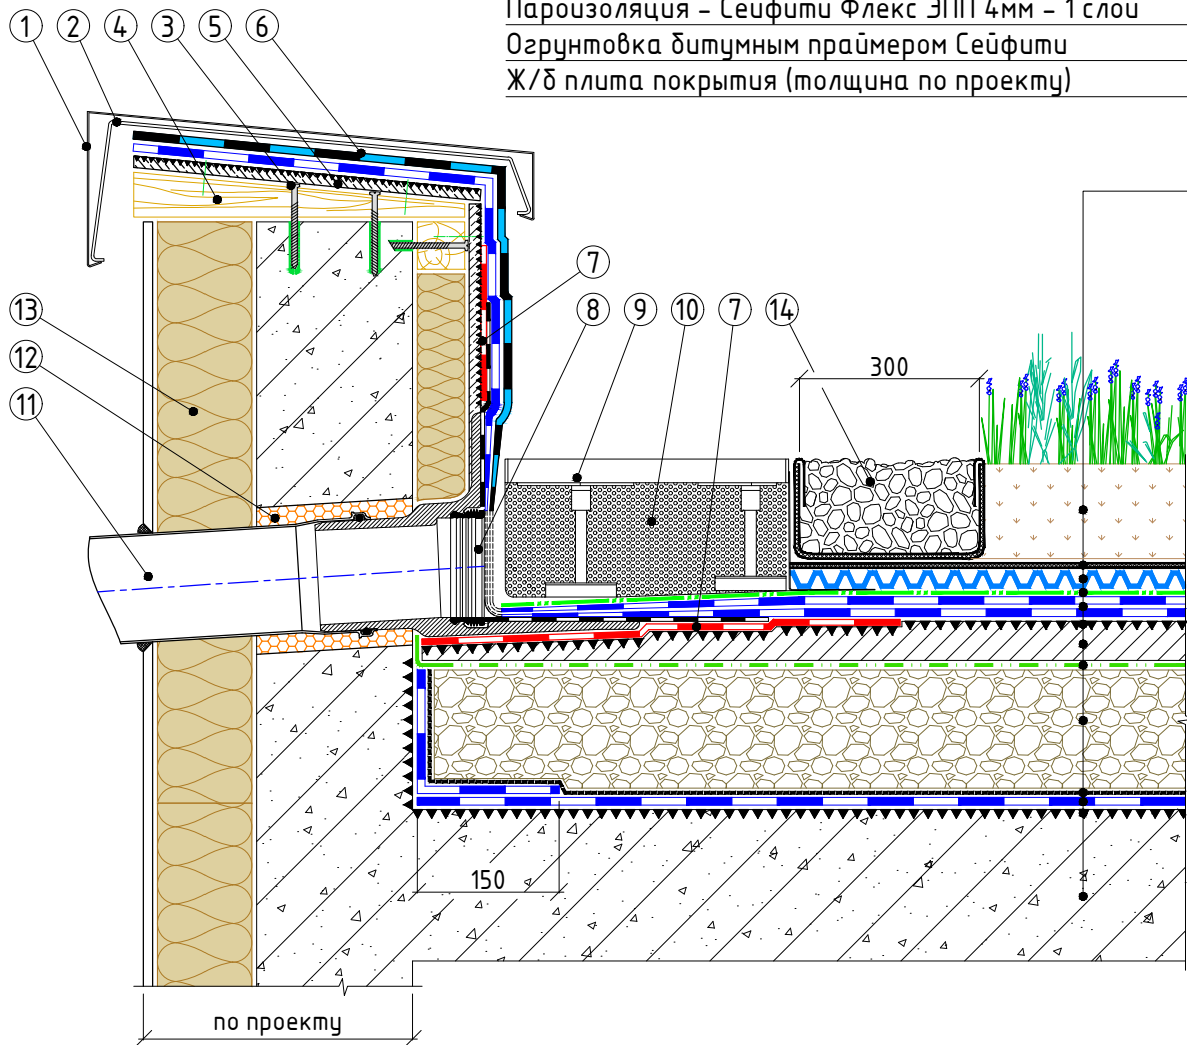 Пароизоляция - Сейфити Флекс ЭПП 4мм - 1 слой
Огрунтовка битумным праймером Сейфити
Ж/б плита покрытия (толщина по проекту)
1 2 4 3 5 6
7
13 8 9 10 7 14
12
11
300
150
по проекту